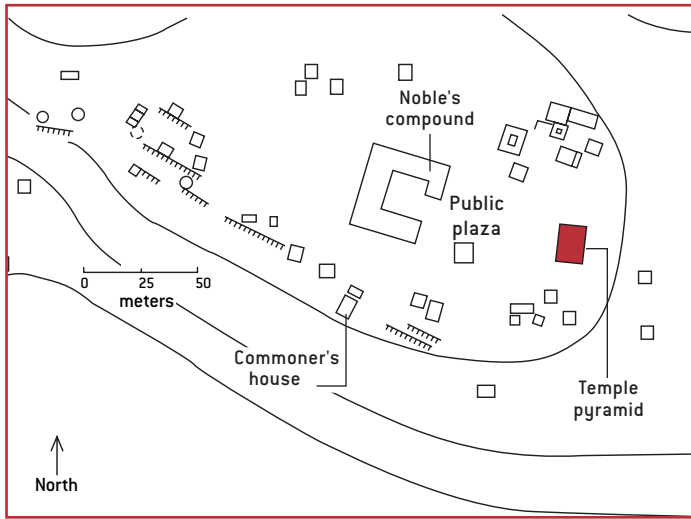 Noble's
compound
Public
plaza
0 25 50
meters
Commoner's
house
Temple
pyramid
North